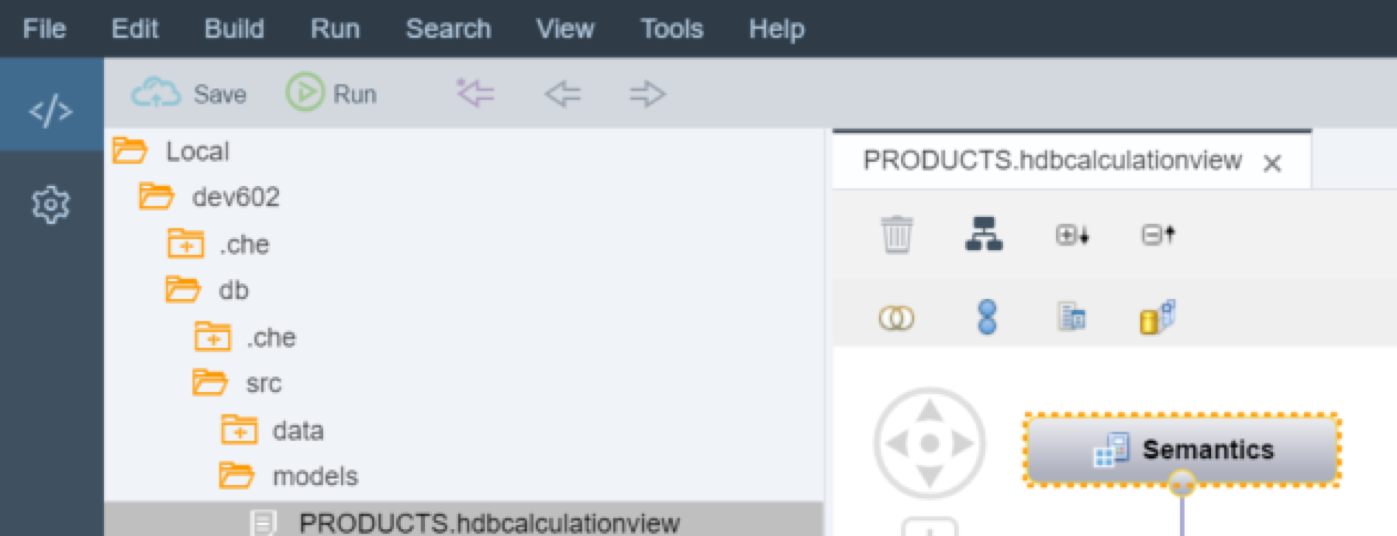 File Edit Build Run Search View Tools Help
Save Run
Local
dev602
.che
db
.che
src
data
models
PRODUCTS.hdbcalculationview
PRODUCTS.hdbcalculationview
Semantics